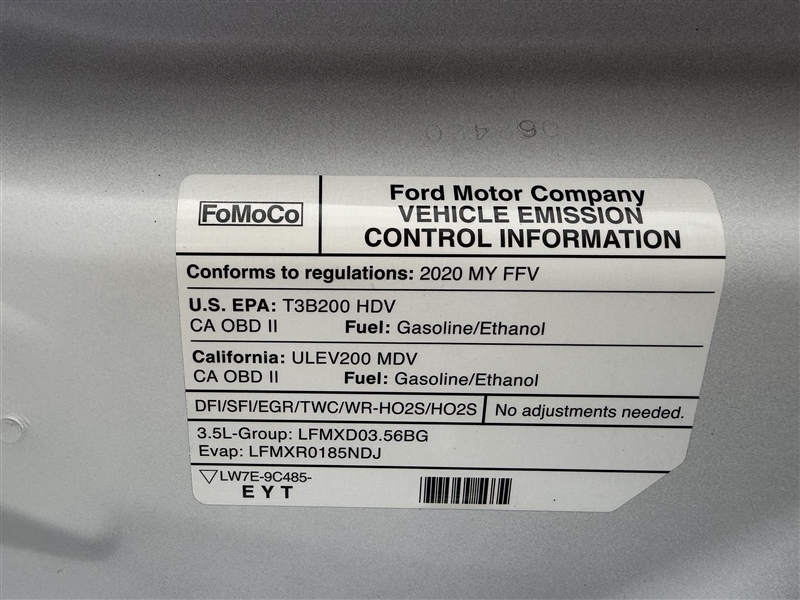 FoMoCo
Ford Motor Company
VEHICLE EMISSION
CONTROL INFORMATION
Conforms to regulations: 2020 MY FFV
U.S. EPA: T3B200 HDV
CA OBD II Fuel: Gasoline/Ethanol
California: ULEV200 MDV
CA OBD II Fuel: Gasoline/Ethanol
DFI/SFI/EGR/TWC/WR-HO2S/HO2S No adjustments needed.
3.5L-Group: LFMXD03.56BG
Evap: LFMXR0185NDJ
LW7E-9C485-
E Y T